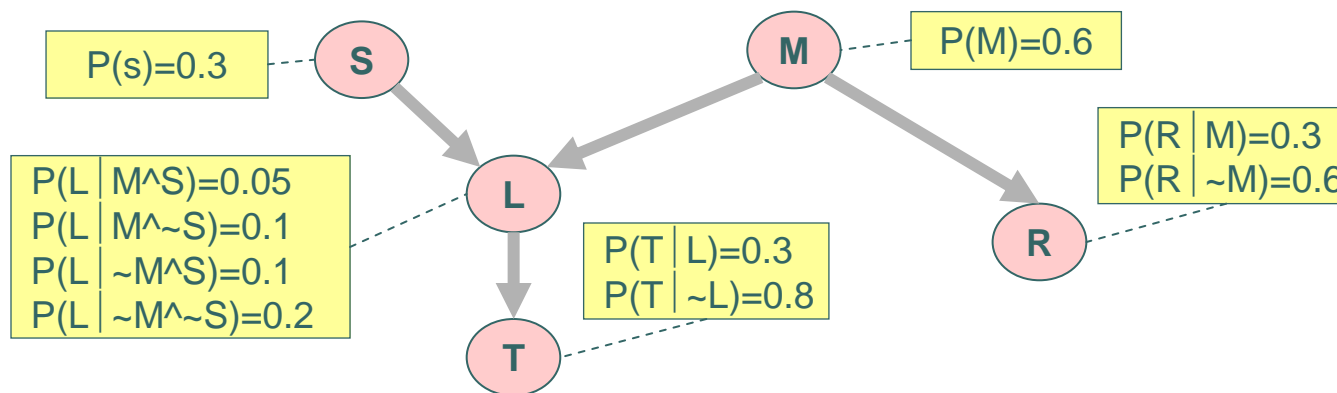 P(s)=0.3
S
M
P(M)=0.6
P(R | M)=0.3
P(R | ~M)=0.6
P(L | M^S)=0.05
P(L | M^~S)=0.1
P(L | ~M^S)=0.1
P(L | ~M^~S)=0.2
L
R
P(T | L)=0.3
P(T | ~L)=0.8
T